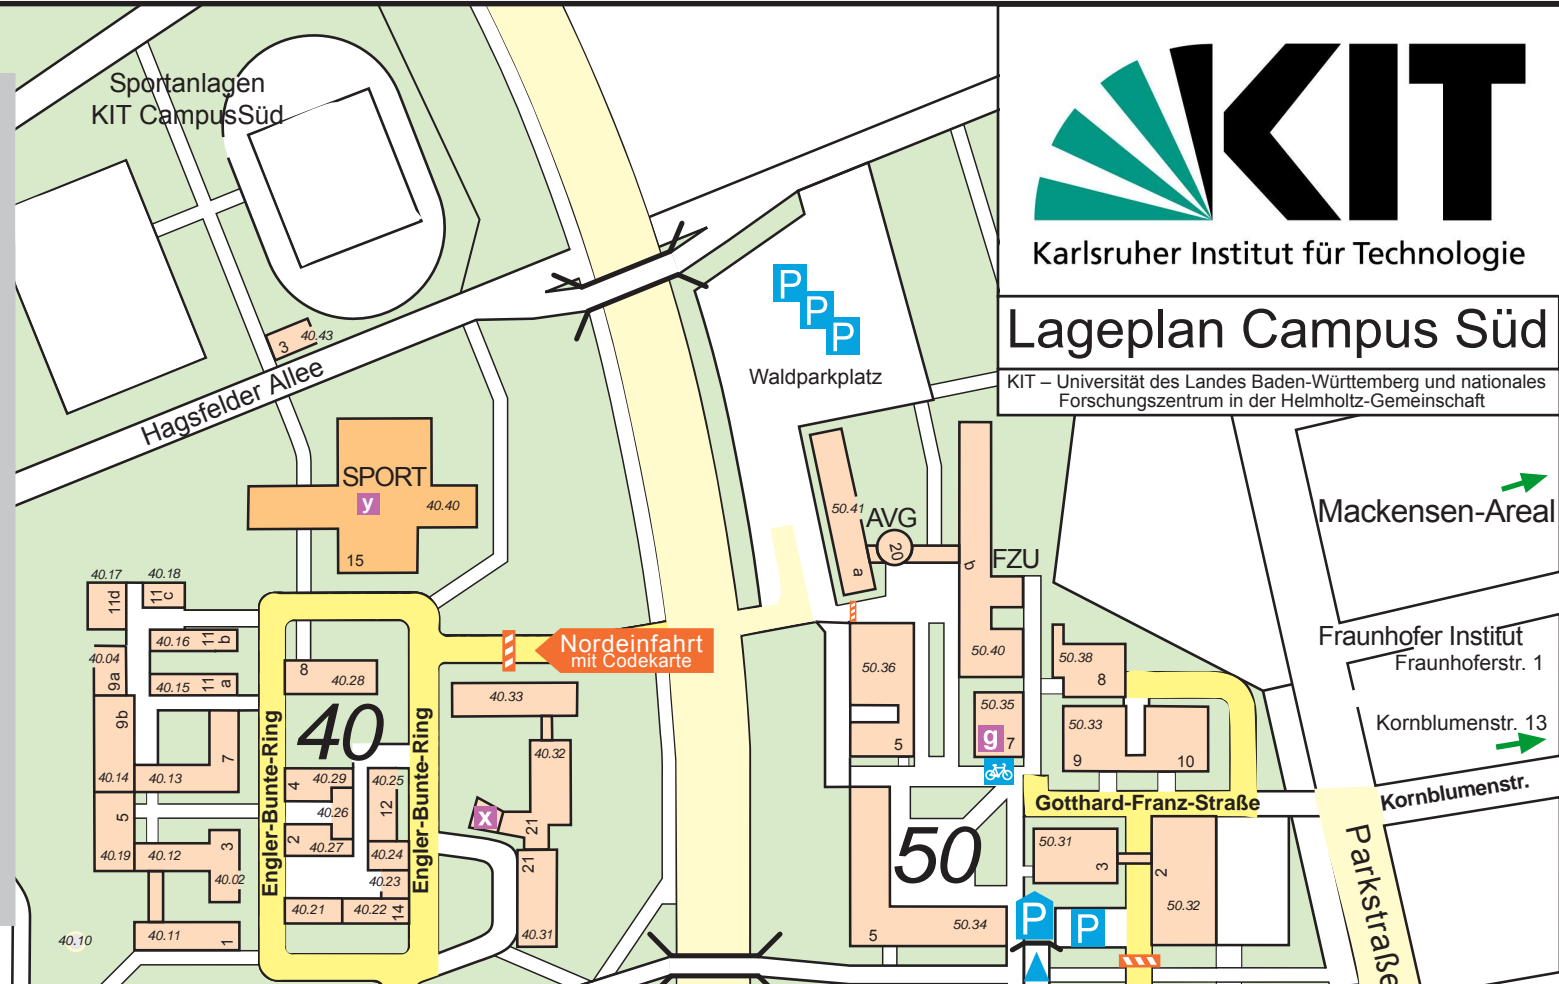 Sportanlagen
KIT CampusSüd
KIT
Karlsruher Institut für Technologie
Lageplan Campus Süd
KIT – Universität des Landes Baden-Württemberg und nationales
Forschungszentrum in der Helmholtz-Gemeinschaft
P
P
P
Waldparkplatz
3
40.43
Hagsfelder Allee
SPORT
y
40.40
15
50.41
AVG
20
a
b
FZU
Mackensen-Areal
40.17
40.18
11d
11
c
40.16
11
b
40.04
9a
40.15
11
a
8
40.28
Nordeinfahrt
mit Codekarte
50.36
5
50.40
50.38
8
Fraunhofer Institut
Fraunhoferstr. 1
Kornblumenstr. 13
40.33
9b
7
40.14
40.13
Engler-Bunte-Ring
40
Engler-Bunte-Ring
40.32
50.35
g
7
50.33
9
10
4
40.29
40.25
40.26
12
2
40.27
40.24
40.23
x
21
21
5
40.19
40.12
3
40.02
Gotthard-Franz-Straße
Kornblumenstr.
Parkstraße
50
50.31
3
2
50.32
40.21
40.22
14
40.31
40.10
40.11
1
5
50.34
P
P